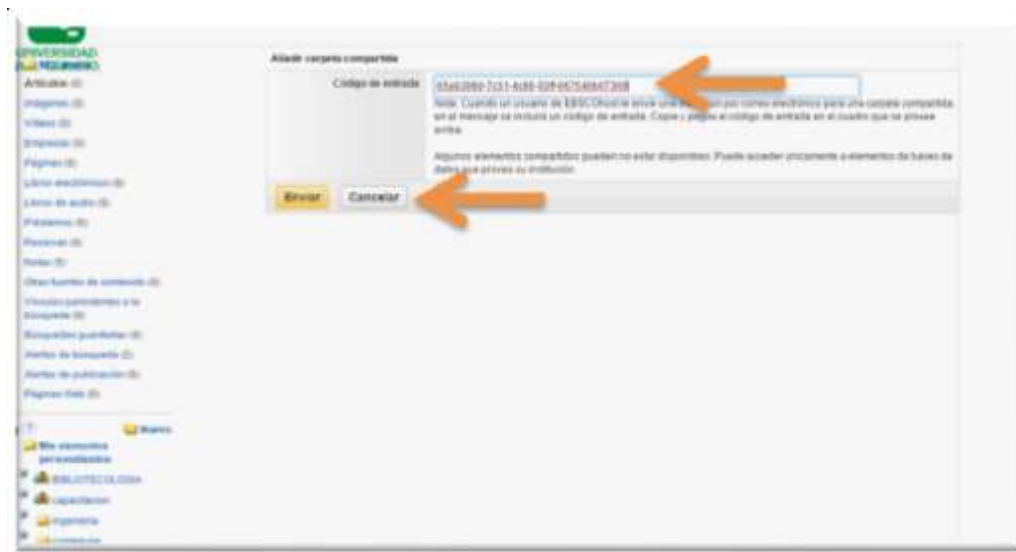 UNIVERSIDAD
Artículos (0)
Imágenes (0)
Vídeos (0)
Empresas (0)
Páginas (0)
Libros electrónicos (0)
Libros de audio (0)
Préstamos (0)
Personas (0)
Notas (0)
Otras fuentes de contenido (0)
Vínculos persistentes a la
búsqueda (0)
Búsquedas guardadas (0)
Alertas de búsqueda (0)
Alertas de publicación (0)
Páginas Web (0)
Nuevo
Mis elementos
personalizados
BIBLIOTECOLOGIA
capacitacion
ingenieria
Añadir carpeta compartida
Código de entrada
Nota: Cuando un usuario de EBSCOhost le envíe una por correo electrónico para una carpeta compartida,
en el mensaje se incluirá un código de entrada. Copie y pegue el código de entrada en el cuadro que se provee
arriba.
Algunos elementos compartidos pueden no estar disponibles. Puede acceder únicamente a elementos de bases de
datos que provee su institución.
Enviar Cancelar